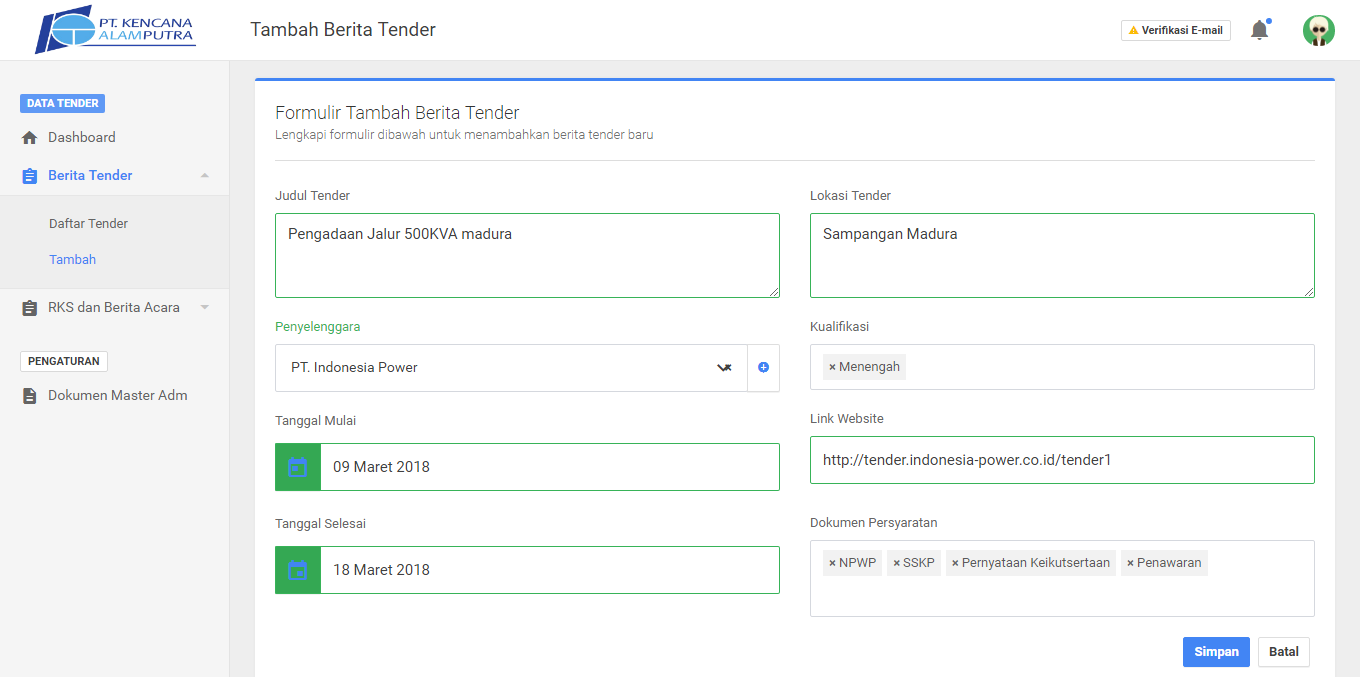 PT. KENCANA
ALAMPUTRA
Tambah Berita Tender
Verifikasi E-mail
DATA TENDER
Dashboard
Berita Tender
Daftar Tender
Tambah
RKS dan Berita Acara
PENGATURAN
Dokumen Master Adm
Formulir Tambah Berita Tender
Lengkapi formulir dibawah untuk menambahkan berita tender baru
Judul Tender
Pengadaan Jalur 500KVA madura
Lokasi Tender
Sampangan Madura
Penyelenggara
PT. Indonesia Power
Kualifikasi
× Menengah
Tanggal Mulai
09 Maret 2018
Link Website
http://tender.indonesia-power.co.id/tender1
Tanggal Selesai
18 Maret 2018
Dokumen Persyaratan
× NPWP × SSKP × Pernyataan Keikutsertaan × Penawaran
Simpan
Batal